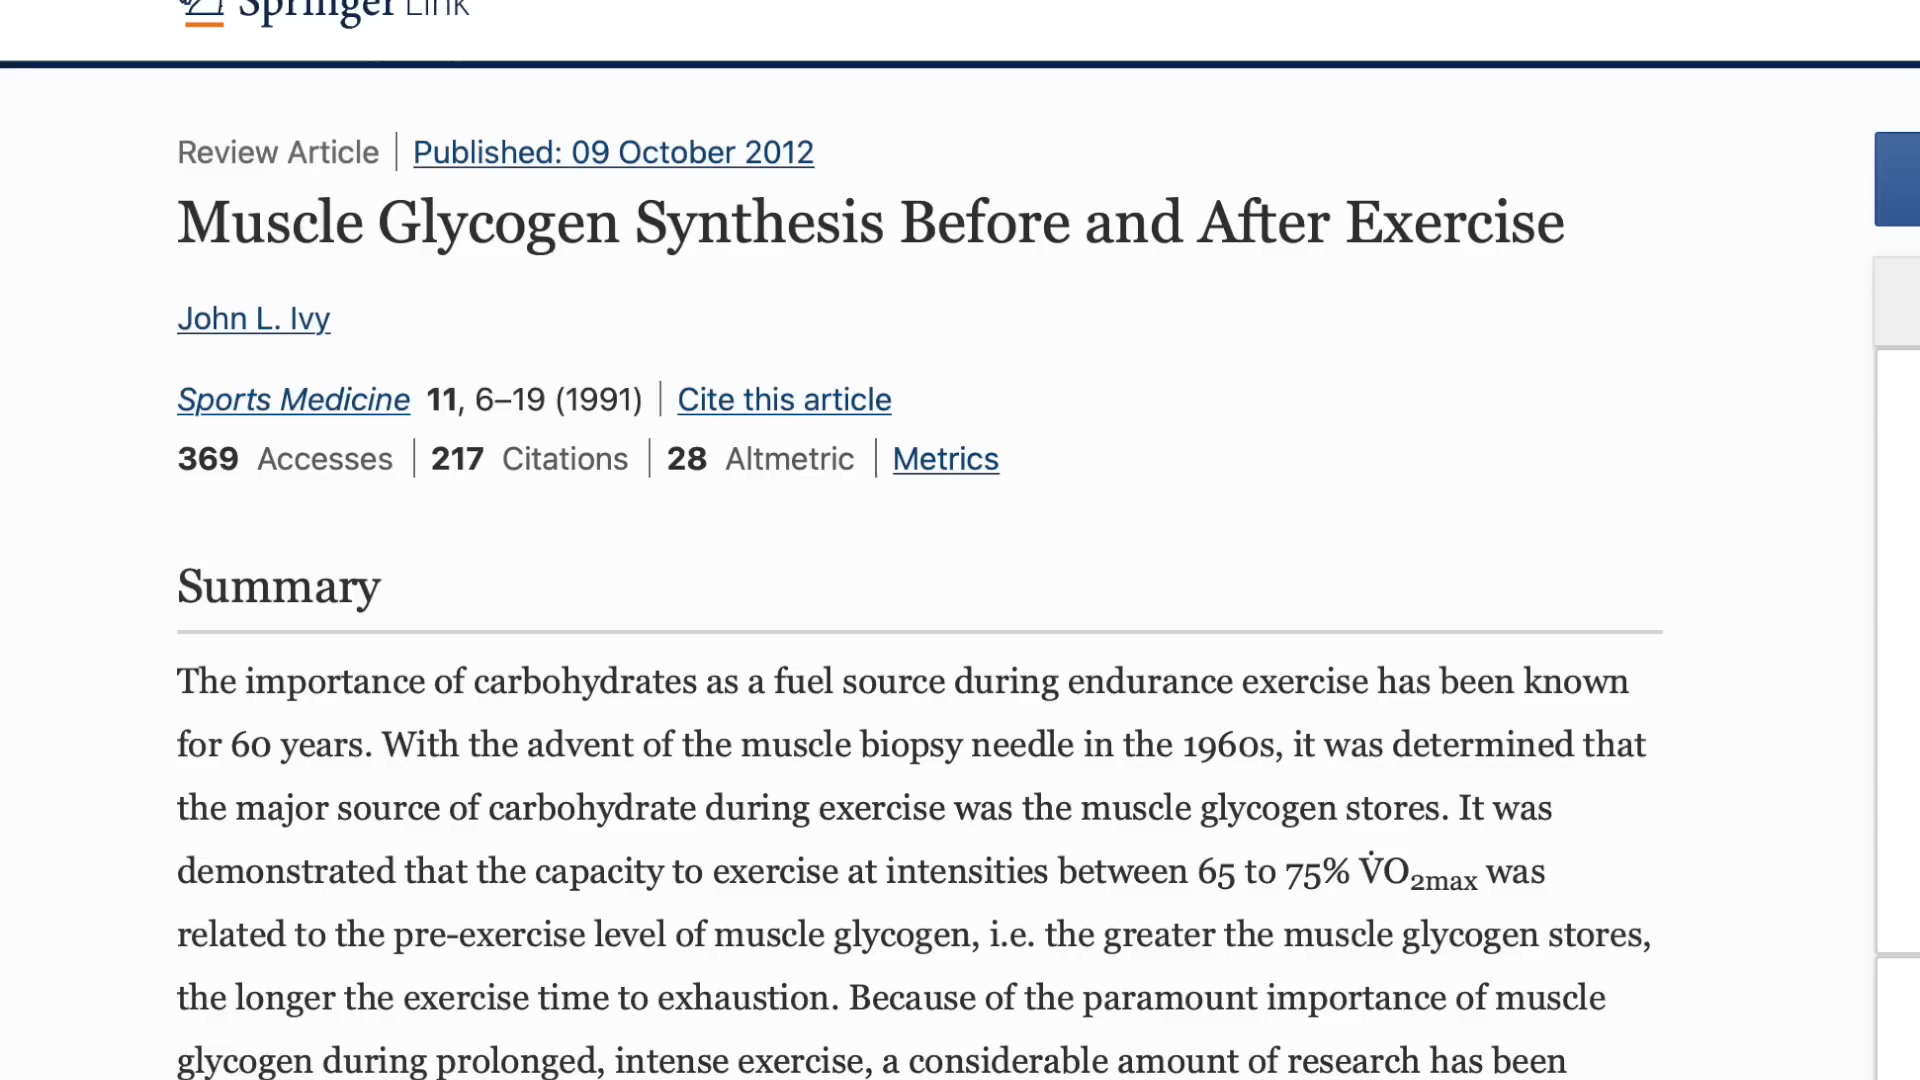 Springer Link
Review Article | Published: 09 October 2012
Muscle Glycogen Synthesis Before and After Exercise
John L. Ivy
Sports Medicine 11, 6–19 (1991) | Cite this article
369 Accesses | 217 Citations | 28 Altmetric | Metrics
Summary
The importance of carbohydrates as a fuel source during endurance exercise has been known
for 60 years. With the advent of the muscle biopsy needle in the 1960s, it was determined that
the major source of carbohydrate during exercise was the muscle glycogen stores. It was
demonstrated that the capacity to exercise at intensities between 65 to 75% V̇O₂max was
related to the pre-exercise level of muscle glycogen, i.e. the greater the muscle glycogen stores,
the longer the exercise time to exhaustion. Because of the paramount importance of muscle
glycogen during prolonged, intense exercise, a considerable amount of research has been